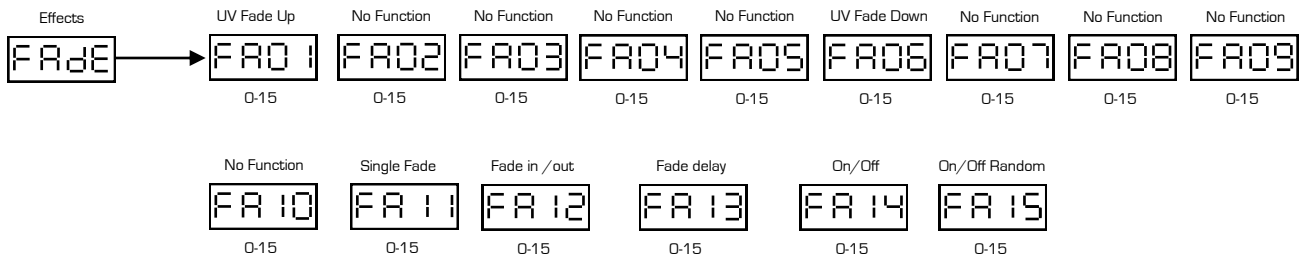 Effects UV Fade Up No Function No Function No Function No Function UV Fade Down No Function No Function No Function
FAdE FA01 FA02 FA03 FA04 FA05 FA06 FA07 FA08 FA09
0-15 0-15 0-15 0-15 0-15 0-15 0-15 0-15 0-15
No Function Single Fade Fade in / out Fade delay On/Off On/Off Random
FA10 FA11 FA12 FA13 FA14 FA15
0-15 0-15 0-15 0-15 0-15 0-15